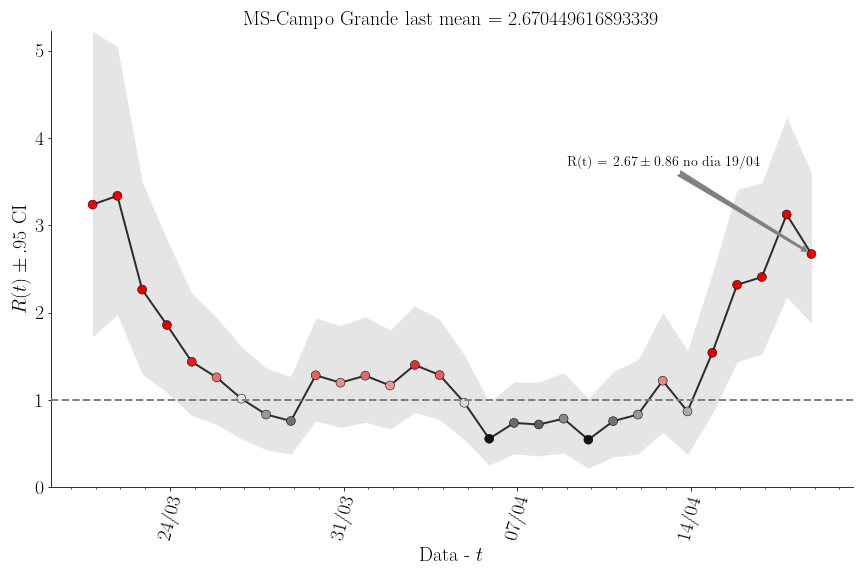 MS-Campo Grande last mean = 2.670449616893339
R(t) ± .95 CI
5
4
3
2
1
0
R(t) = 2.67 ± 0.86 no dia 19/04
24/03
31/03
07/04
14/04
Data - t